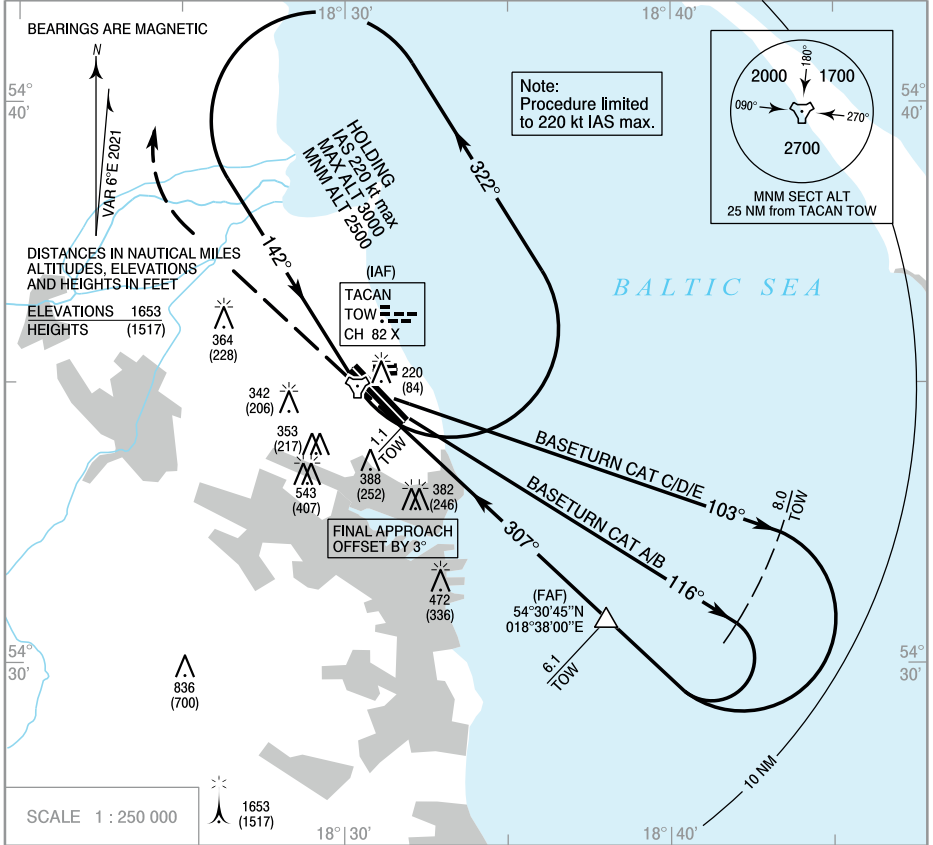 18° 30'
18° 40'
BEARINGS ARE MAGNETIC
N
VAR 6°E 2021
54°
40'
54°
40'
Note:
Procedure limited
to 220 kt IAS max.
180°
2000
1700
090°
270°
2700
MNM SECT ALT
25 NM from TACAN TOW
HOLDING
IAS 220 kt max
MAX ALT 3000
MNM ALT 2500
322°
142°
DISTANCES IN NAUTICAL MILES
ALTITUDES, ELEVATIONS
AND HEIGHTS IN FEET
ELEVATIONS 1653
HEIGHTS (1517)
(IAF)
TACAN
TOW
CH 82 X
BALTIC SEA
364
(228)
220
(84)
342
(206)
353
(217)
1.1
TOW
388
(252)
543
(407)
382
(246)
FINAL APPROACH
OFFSET BY 3°
BASETURN CAT C/D/E 103°
BASETURN CAT A/B 116°
8.0
TOW
307°
472
(336)
(FAF)
54°30'45"N
018°38'00"E
6.1
TOW
54°
30'
54°
30'
836
(700)
10 NM
1653
(1517)
SCALE 1 : 250 000
18° 30'
18° 40'